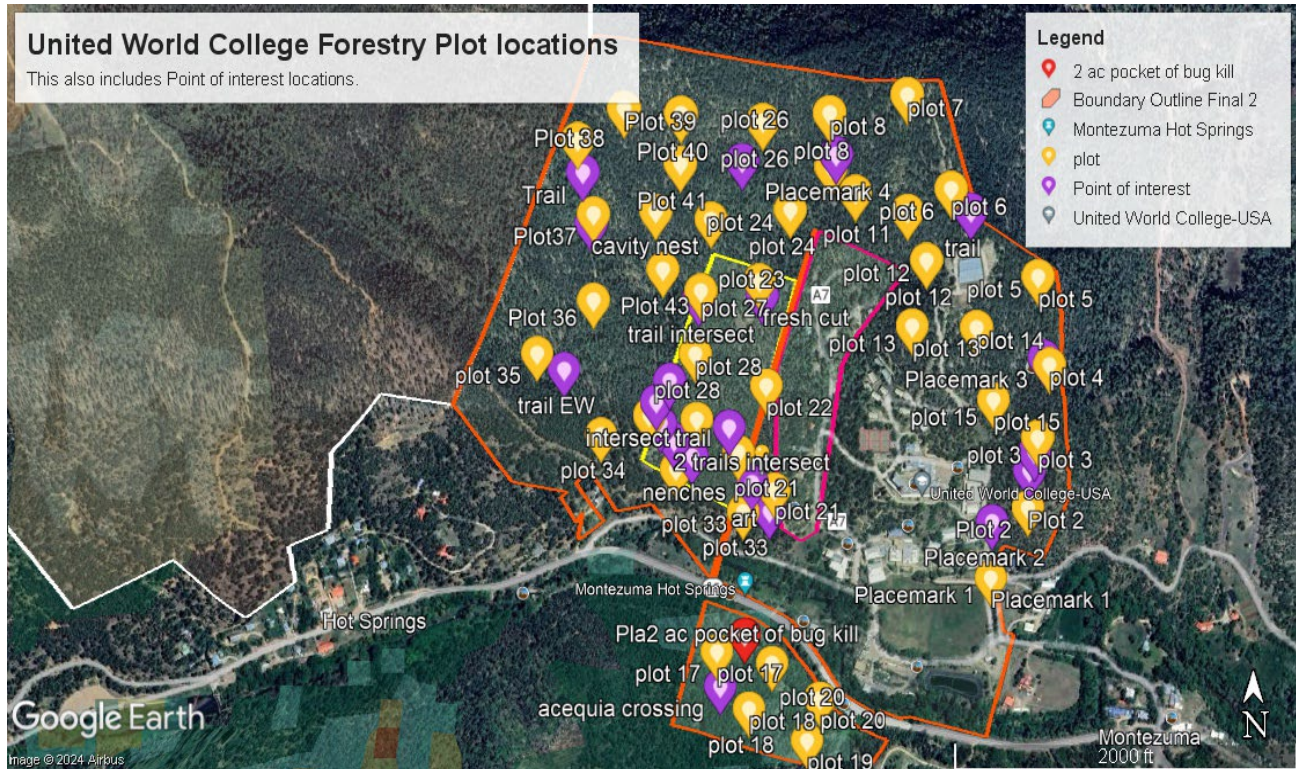 United World College Forestry Plot locations
This also includes Point of interest locations.
Legend
2 ac pocket of bug kill
Boundary Outline Final 2
Montezuma Hot Springs
plot
Point of interest
United World College-USA
plot 7
Plot 38
Plot 39
plot 26
plot 8
Plot 40
plot 26
plot 8
Trail
Placemark 4
Plot 41
plot 24
plot 6
plot 6
Plot37
cavity nest
plot 24
plot 11
trail
plot 23
plot 12
plot 12
plot 5
plot 5
A7
Plot 36
Plot 43
plot 27
fresh cut
trail intersect
plot 13
plot 13
plot 14
plot 28
plot 35
trail EW
plot 28
Placemark 3
plot 4
plot 22
plot 15
plot 15
intersect trail
2 trails intersect
plot 3
plot 3
plot 34
nenches
plot 21
plot 21
United World College-USA
plot 33
art
A7
Plot 2
Plot 2
plot 33
Placemark 2
Montezuma Hot Springs
Placemark 1
Placemark 1
Hot Springs
Pla2 ac pocket of bug kill
plot 17
plot 17
acequia crossing
plot 20
plot 18
plot 20
plot 18
plot 19
Google Earth
Image © 2024 Airbus
N
Montezuma
2000 ft